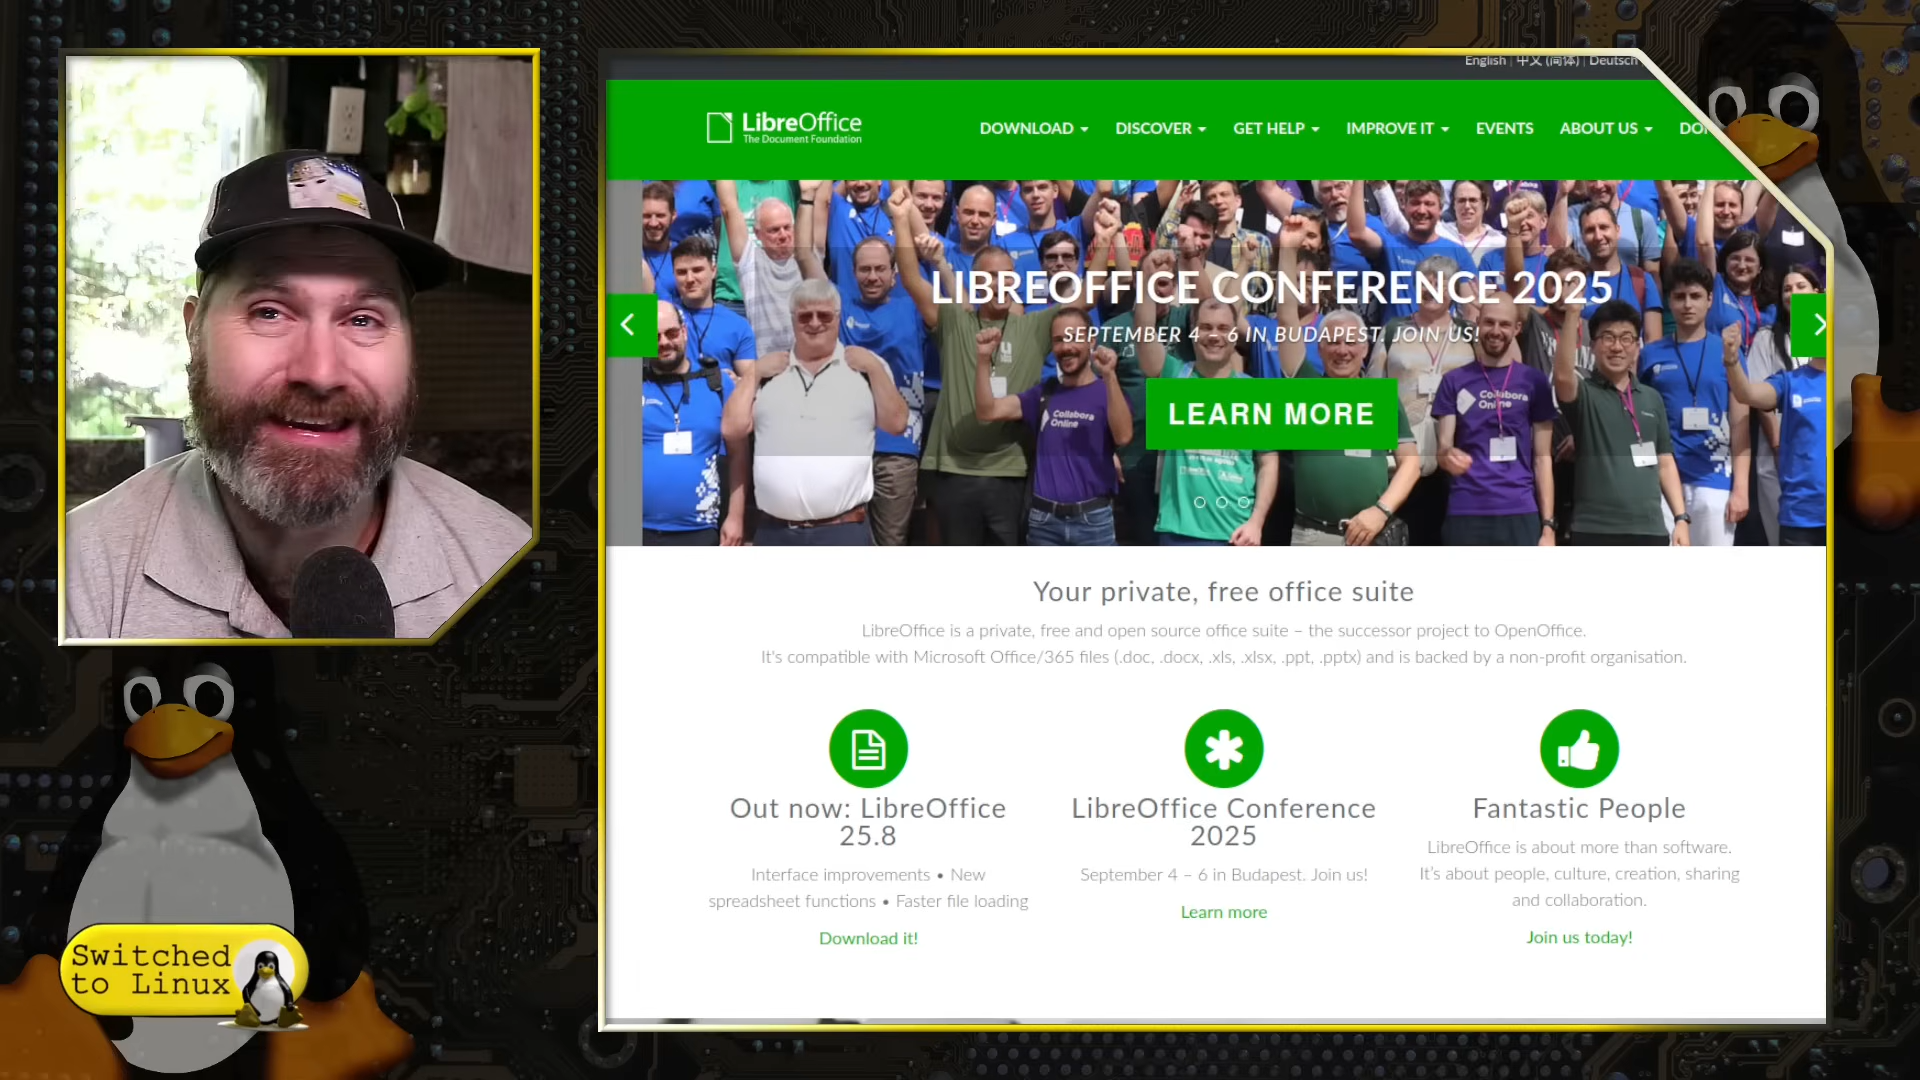 English | 中文 (简体) | Deutsch
LibreOffice
The Document Foundation
DOWNLOAD
DISCOVER
GET HELP
IMPROVE IT
EVENTS
ABOUT US
LIBREOFFICE CONFERENCE 2025
SEPTEMBER 4 – 6 IN BUDAPEST. JOIN US!
Collabora
Online
Collabora
Online
LEARN MORE
Your private, free office suite
LibreOffice is a private, free and open source office suite – the successor project to OpenOffice.
It's compatible with Microsoft Office/365 files (.doc, .docx, .xls, .xlsx, .ppt, .pptx) and is backed by a non-profit organisation.
Out now: LibreOffice
25.8
Interface improvements • New
spreadsheet functions • Faster file loading
Download it!
LibreOffice Conference
2025
September 4 – 6 in Budapest. Join us!
Learn more
Fantastic People
LibreOffice is about more than software.
It's about people, culture, creation, sharing
and collaboration.
Join us today!
Switched
to Linux